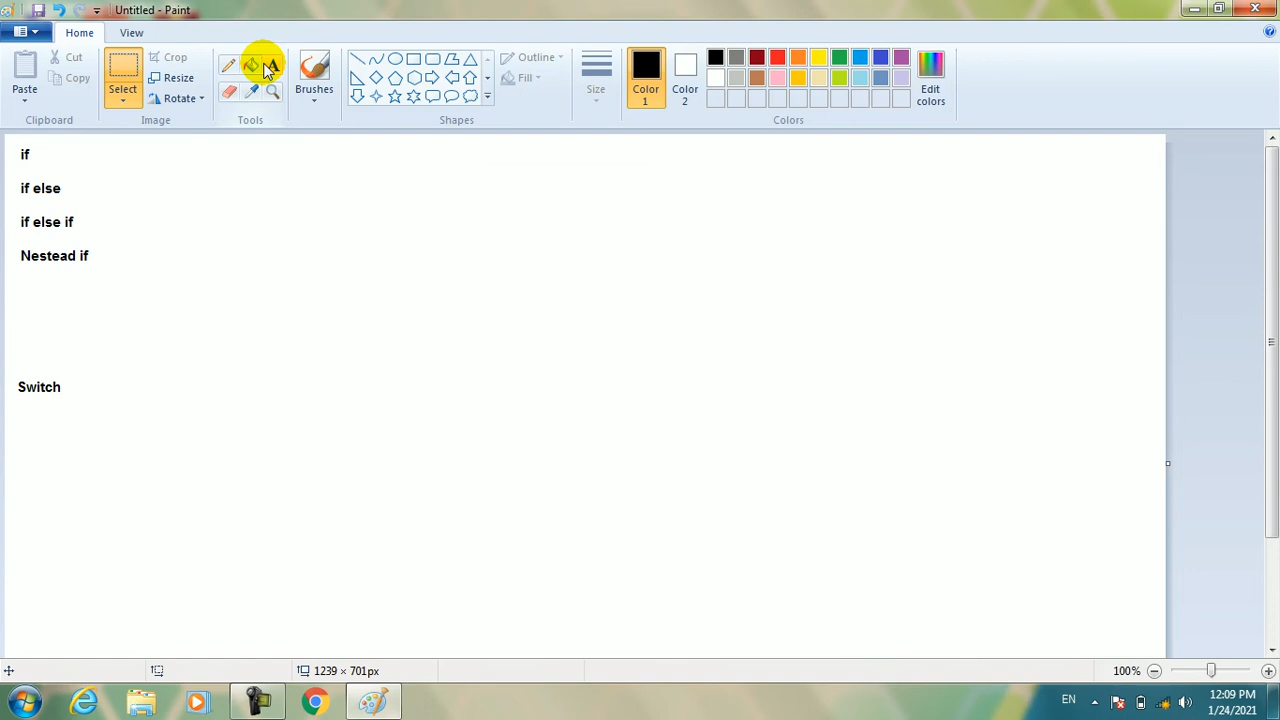 Untitled - Paint
Home View
Paste
Cut
Copy
Clipboard
Select
Crop
Resize
Rotate
Image
A
Tools
Brushes
Outline
Fill
Shapes
Size
Color 1
Color 2
Edit colors
Colors
if
if else
if else if
Nestead if
Switch
1239 × 701px
100%
EN
12:09 PM
1/24/2021